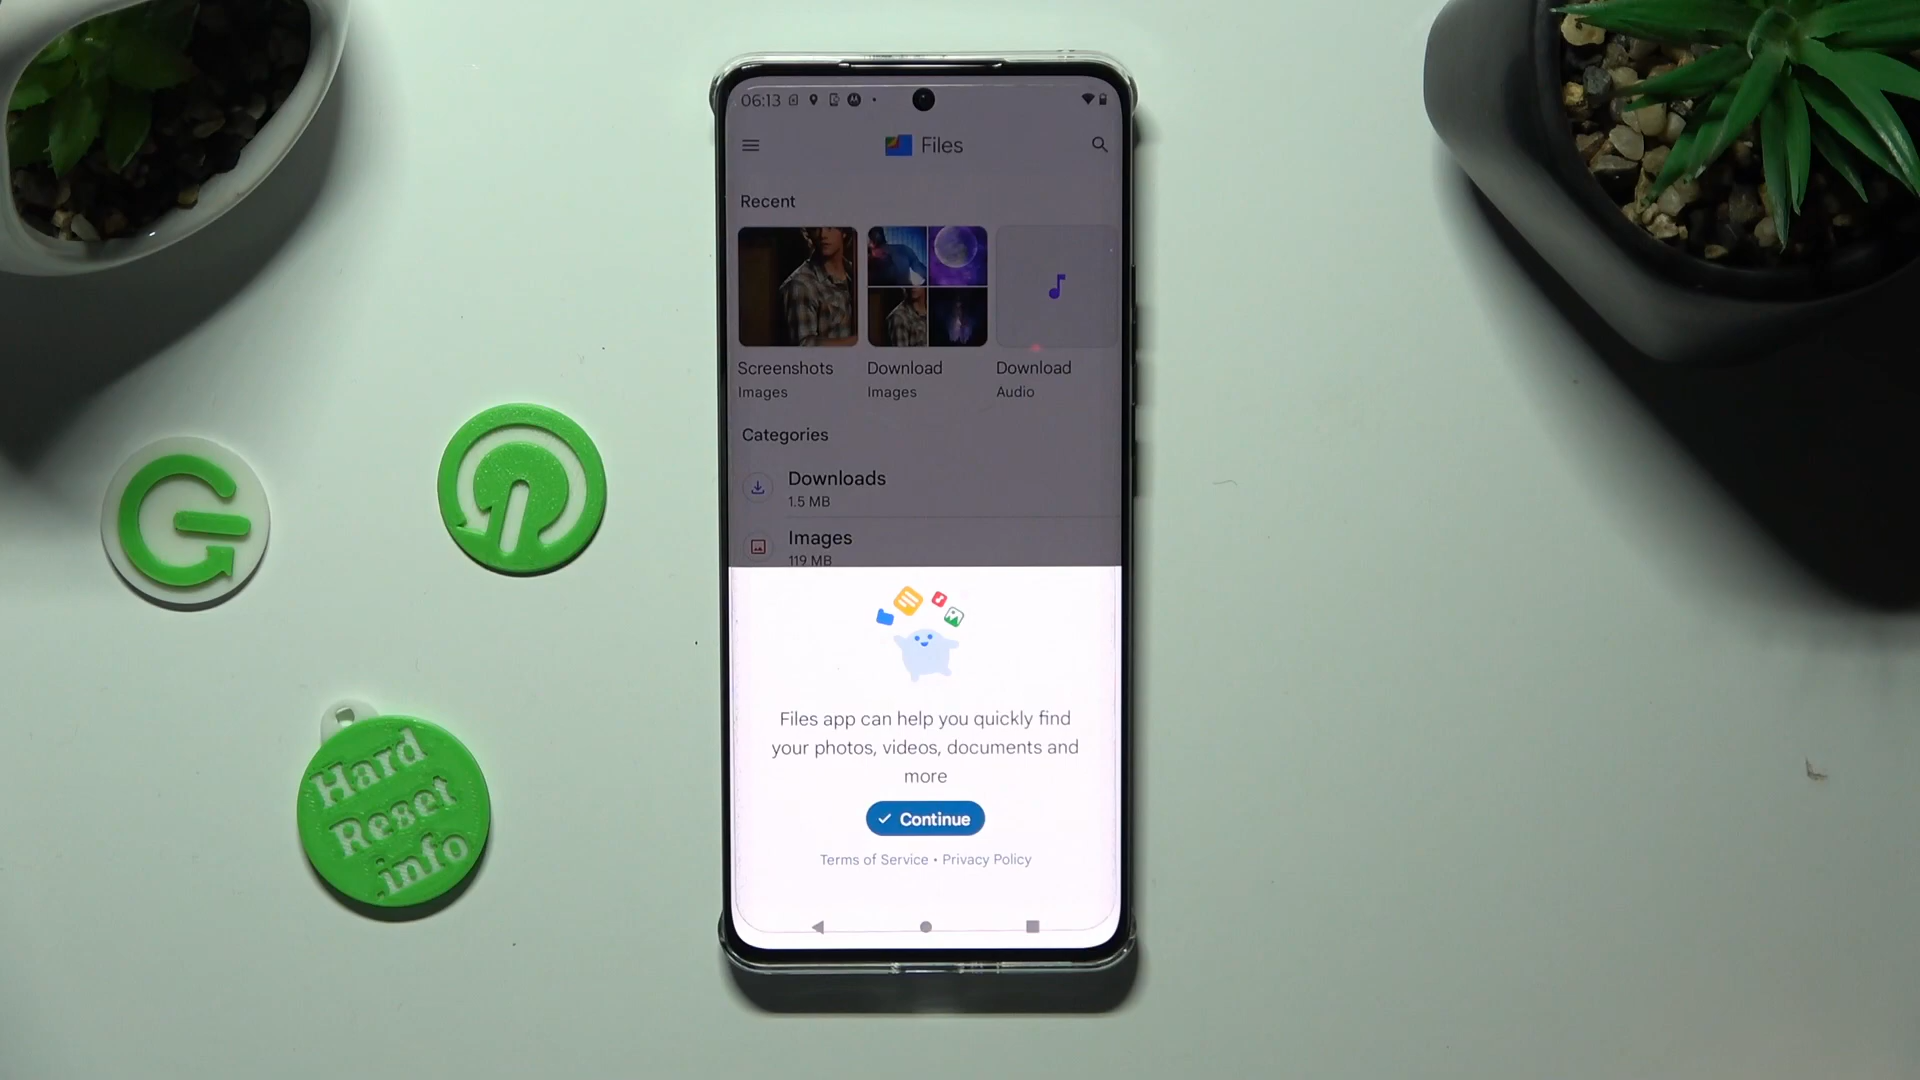 06:13
Files
Recent
Screenshots
Images
Download
Images
Download
Audio
Categories
Downloads
1.5 MB
Images
119 MB
Files app can help you quickly find
your photos, videos, documents and
more
Continue
Terms of Service • Privacy Policy
Hard
Reset
.info